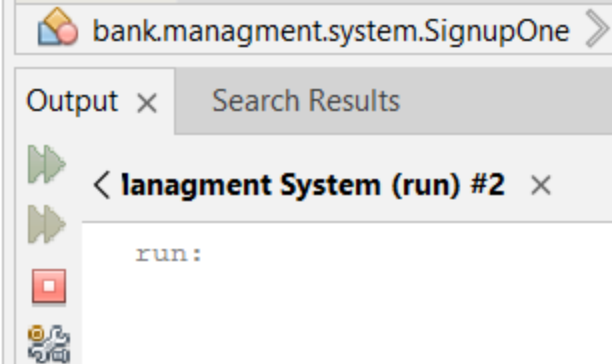 bank.managment.system.SignupOne
Output Search Results
lanagment System (run) #2
run: